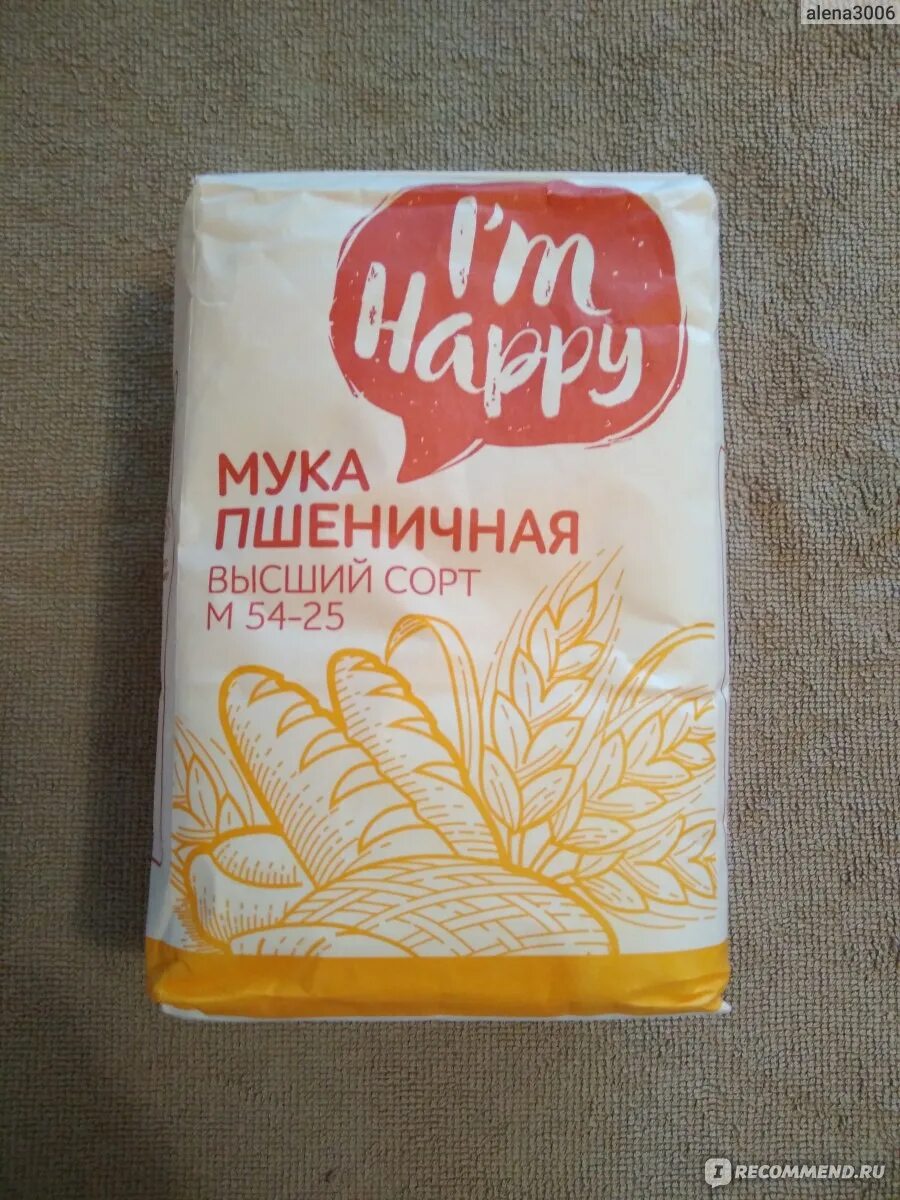 alena3006
I'm
Happy
МУКА
ПШЕНИЧНАЯ
ВЫСШИЙ СОРТ
М 54-25
I RECOMMEND.RU